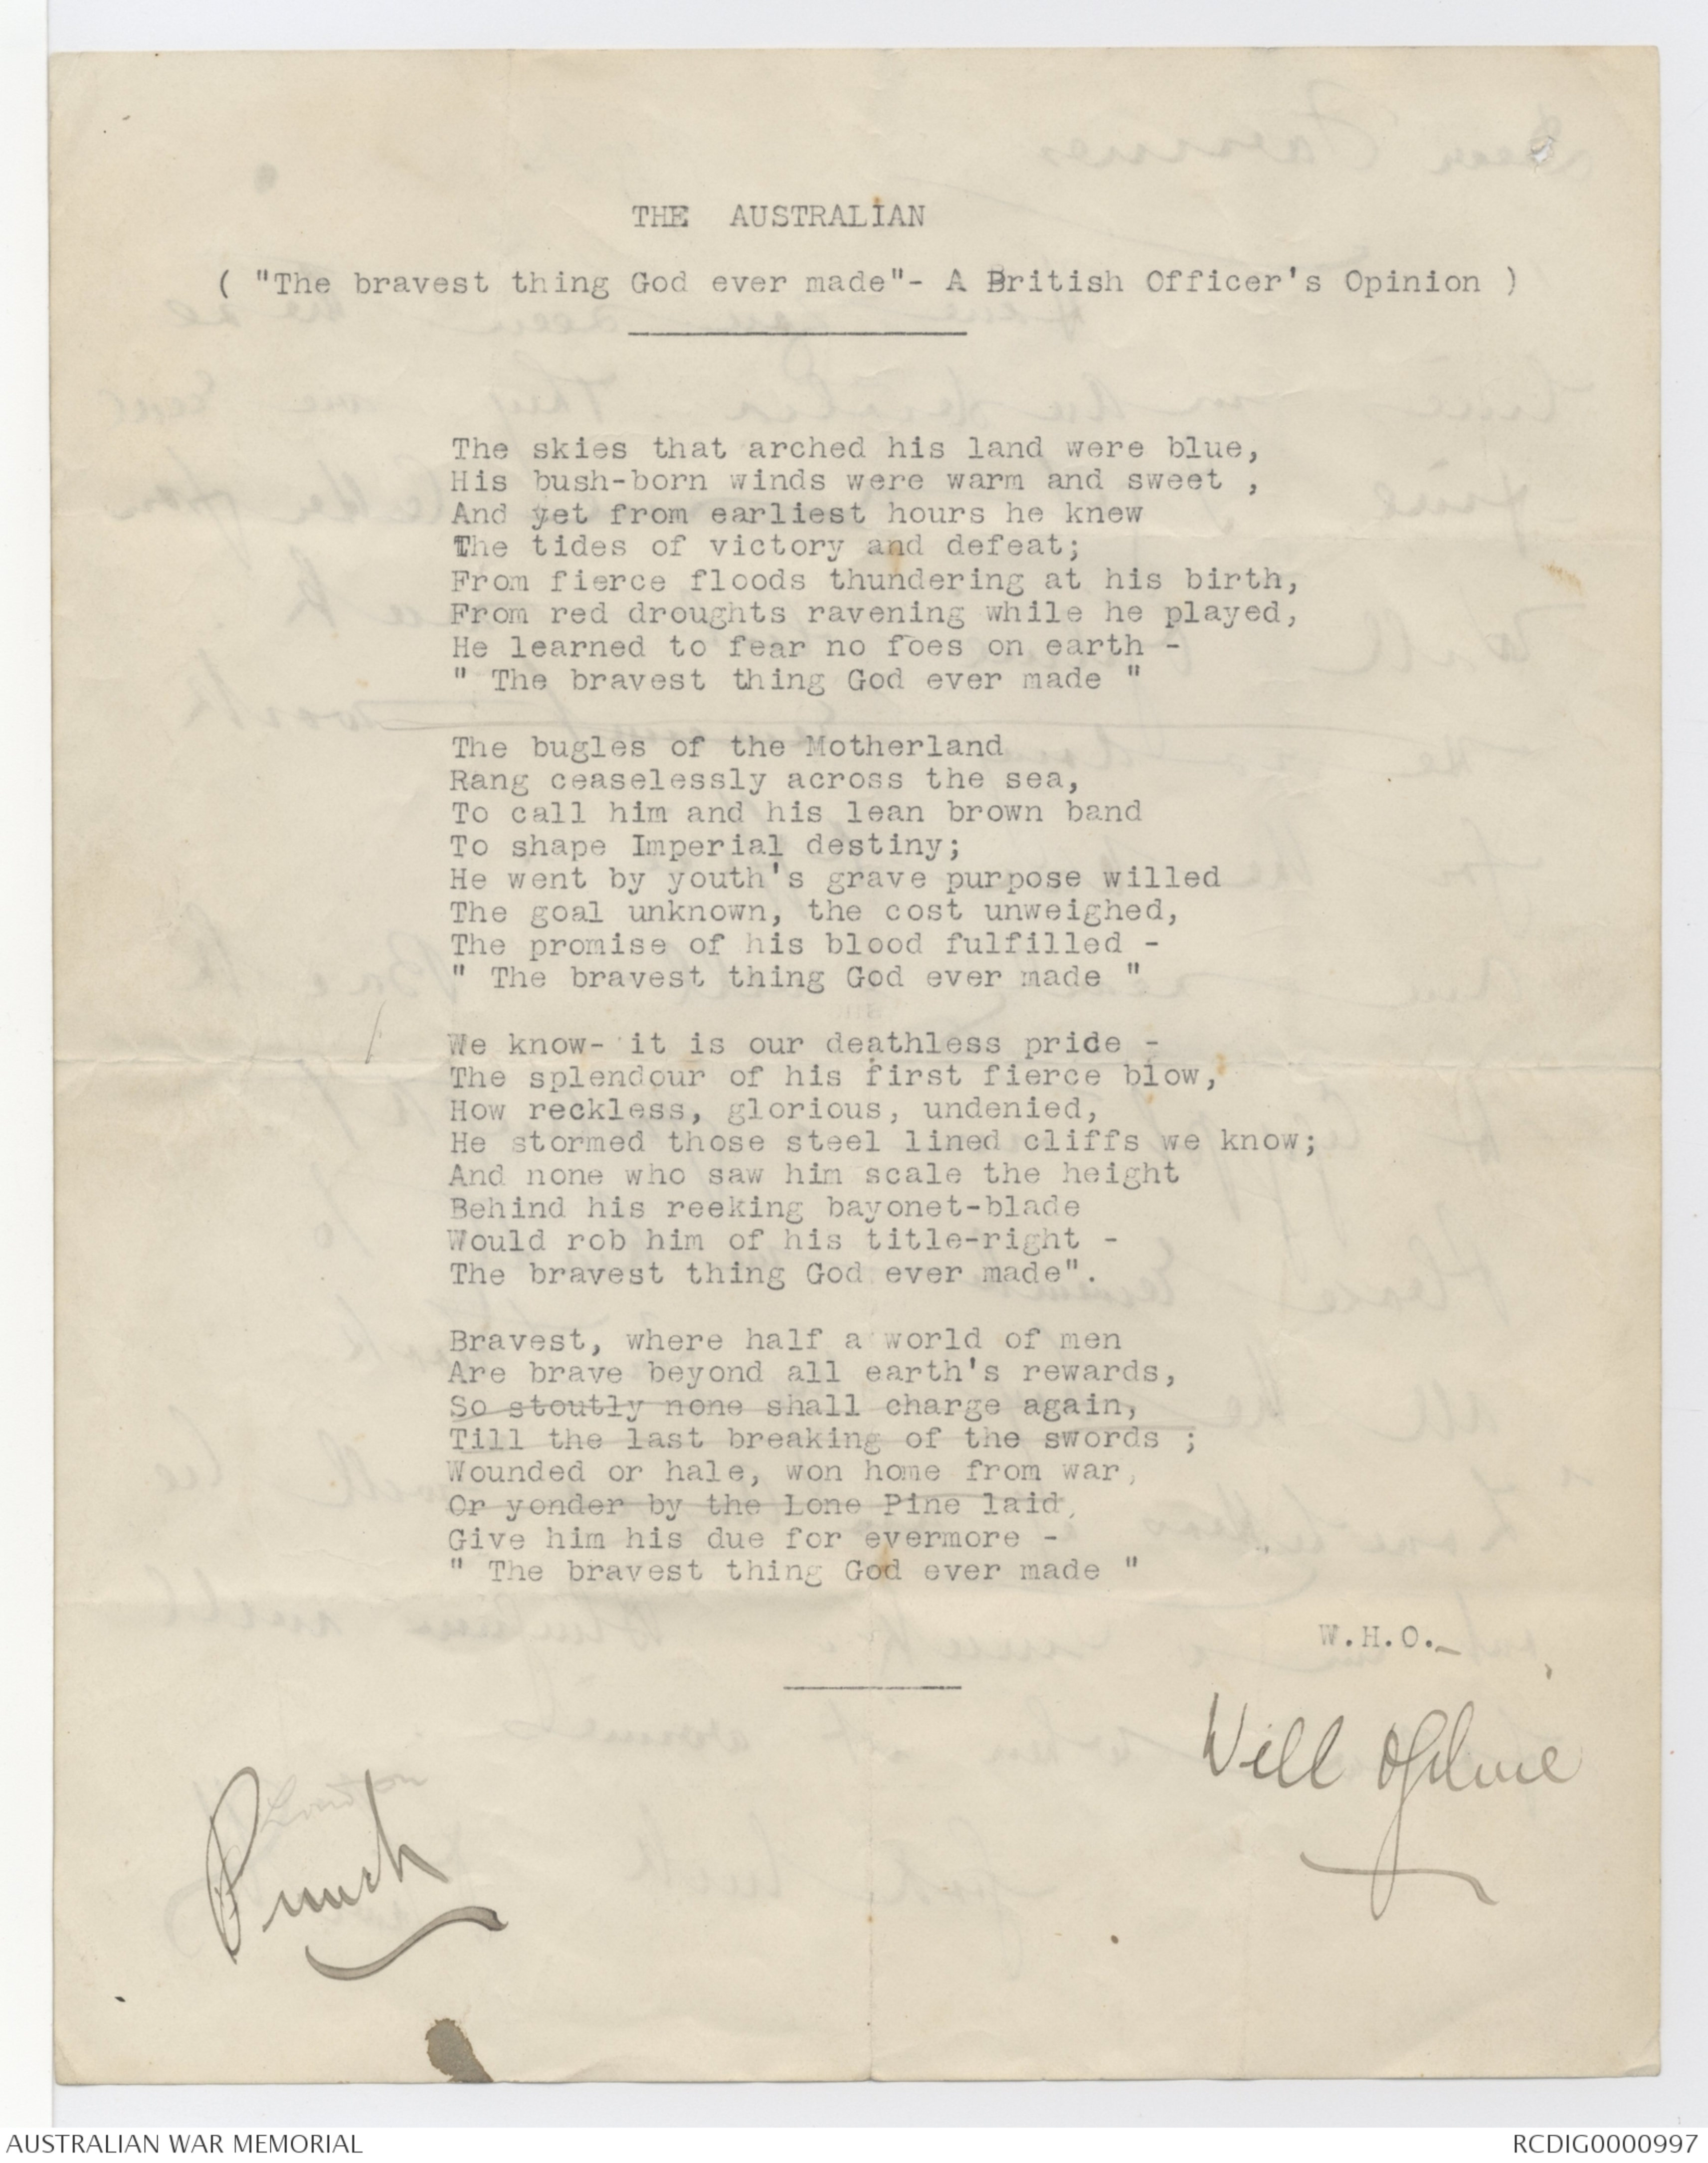 THE AUSTRALIAN
( "The bravest thing God ever made"- A British Officer's Opinion )
The skies that arched his land were blue,
His bush-born winds were warm and sweet ,
And yet from earliest hours he knew
The tides of victory and defeat;
From fierce floods thundering at his birth,
From red droughts ravening while he played,
He learned to fear no foes on earth -
" The bravest thing God ever made "
The bugles of the Motherland
Rang ceaselessly across the sea,
To call him and his lean brown band
To shape Imperial destiny;
He went by youth's grave purpose willed
The goal unknown, the cost unweighed,
The promise of his blood fulfilled -
" The bravest thing God ever made "
We know- it is our deathless pride -
The splendour of his first fierce blow,
How reckless, glorious, undenied,
He stormed those steel lined cliffs we know;
And none who saw him scale the height
Behind his reeking bayonet-blade
Would rob him of his title-right -
The bravest thing God ever made".
Bravest, where half a world of men
Are brave beyond all earth's rewards,
So stoutly none shall charge again,
Till the last breaking of the swords ;
Wounded or hale, won home from war,
Or yonder by the Lone Pine laid,
Give him his due for evermore -
" The bravest thing God ever made "
W.H.O.
Will Ogilvie
London
Punch
AUSTRALIAN WAR MEMORIAL
RCDIG0000997